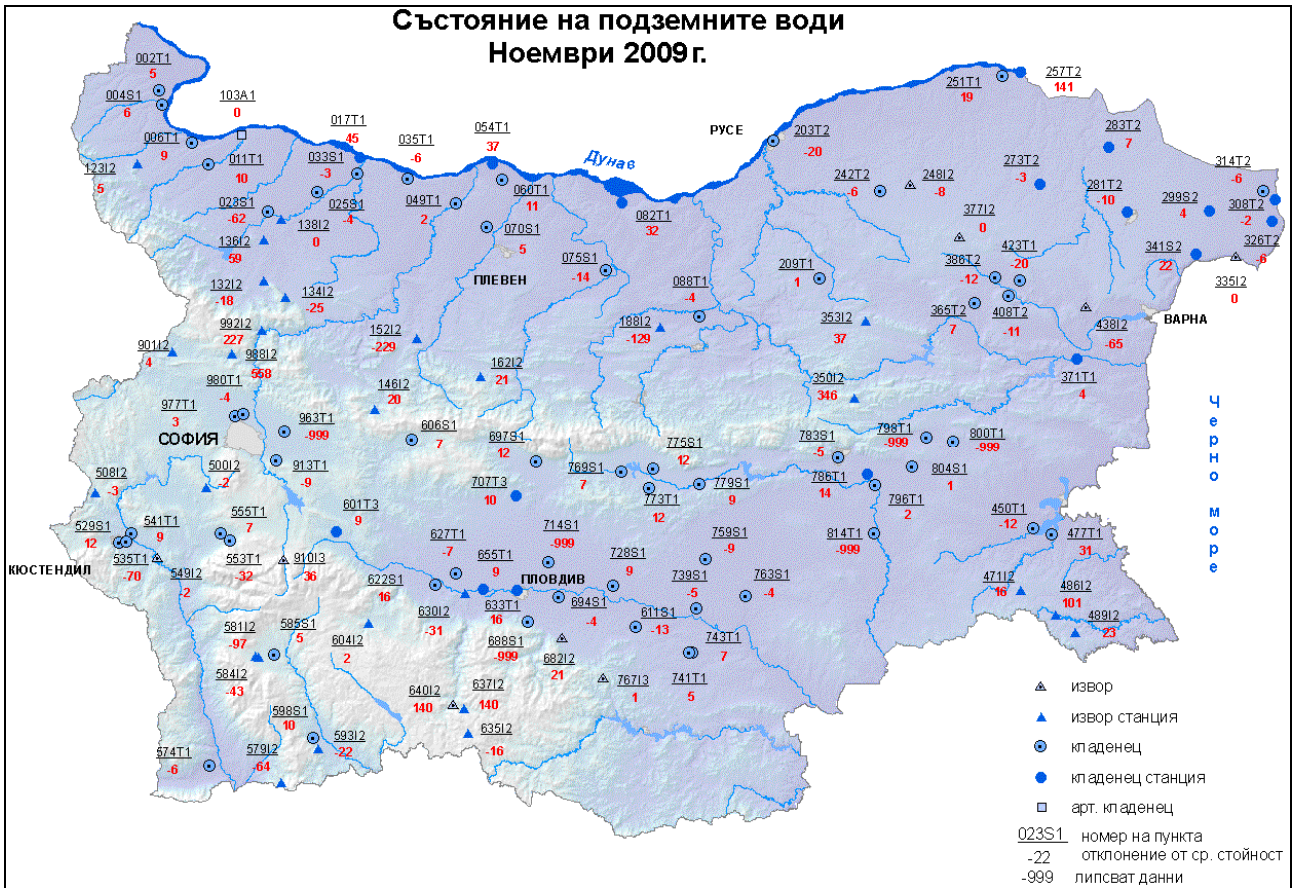 Състояние на подземните води
Ноември 2009 г.
002T1
5
004S1
6
103A1
0
006T1
9
011T1
10
123I2
5
017T1
45
033S1
-3
035T1
-6
054T1
37
Дунав
РУСЕ
203T2
-20
251T1
19
257T2
141
283T2
7
273T2
-3
314T2
-6
281T2
-10
299S2
4
308T2
-2
326T2
-6
335I2
0
341S2
22
242T2
-6
248I2
-8
377I2
0
423T1
-20
386T2
-12
365T2
7
408T2
-11
438I2
-65
ВАРНА
371T1
4
023S1
-62
025S1
-4
138I2
0
136I2
59
132I2
-18
134I2
-25
049T1
2
060T1
11
070S1
5
ПЛЕВЕН
075S1
-14
082T1
32
088T1
-4
188I2
-129
209T1
1
353I2
37
350I2
346
992I2
227
901I2
4
988I2
558
152I2
-229
162I2
21
146I2
20
980T1
-4
977T1
3
СОФИЯ
963T1
-999
913T1
-9
606S1
7
697S1
12
775S1
12
769S1
7
773T1
12
779S1
9
783S1
-5
798T1
-999
800T1
-999
804S1
1
786T1
14
796T1
2
814T1
-999
450T1
-12
477T1
31
471I2
16
486I2
101
489I2
23
Черно море
508I2
-3
500I2
-2
529S1
12
541T1
9
535T1
-70
КЮСТЕНДИЛ
549I2
-2
555T1
7
553T1
-32
910I3
36
601T3
9
707T3
10
627T1
-7
655T1
9
714S1
-999
ПЛОВДИВ
728S1
9
759S1
-9
739S1
-5
763S1
-4
622S1
16
630I2
-31
633T1
16
694S1
-4
611S1
-13
688S1
-999
682I2
21
743T1
7
741T1
5
767I3
1
581I2
-97
585S1
5
604I2
2
584I2
-43
640I2
140
637I2
140
635I2
-16
598S1
10
593I2
-22
574T1
-6
579I2
-64
извор
извор станция
кладенец
кладенец станция
арт. кладенец
023S1 номер на пункта
-22 отклонение от ср. стойност
-999 липсват данни